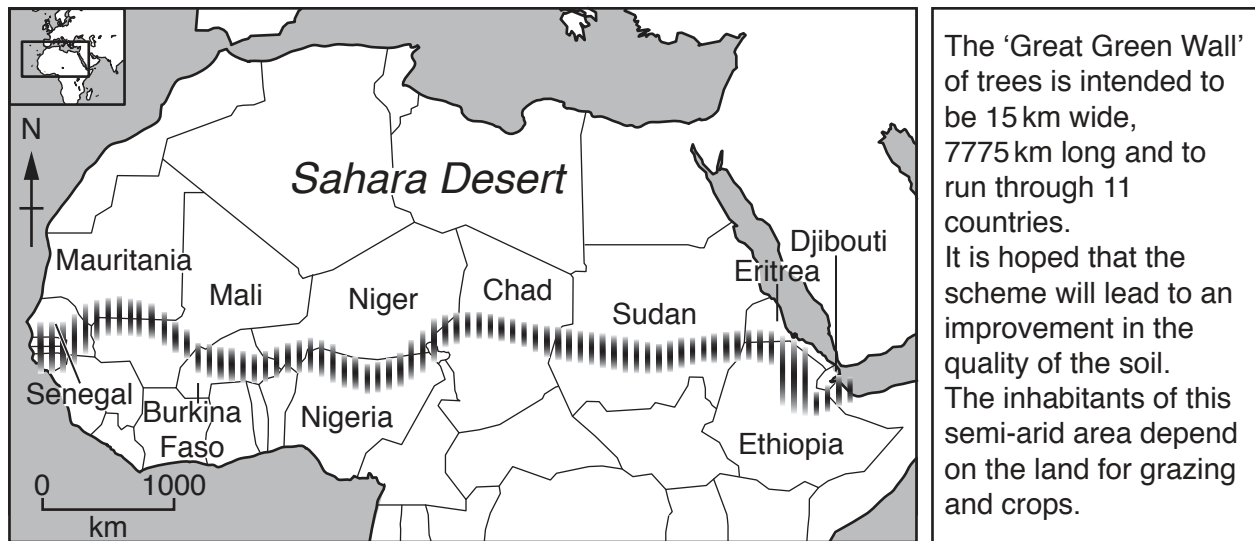 N
Sahara Desert
Mauritania
Mali
Niger
Chad
Sudan
Eritrea
Djibouti
Senegal
Burkina
Faso
Nigeria
Ethiopia
0 1000
km
The ‘Great Green Wall’
of trees is intended to
be 15 km wide,
7775 km long and to
run through 11
countries.
It is hoped that the
scheme will lead to an
improvement in the
quality of the soil.
The inhabitants of this
semi-arid area depend
on the land for grazing
and crops.